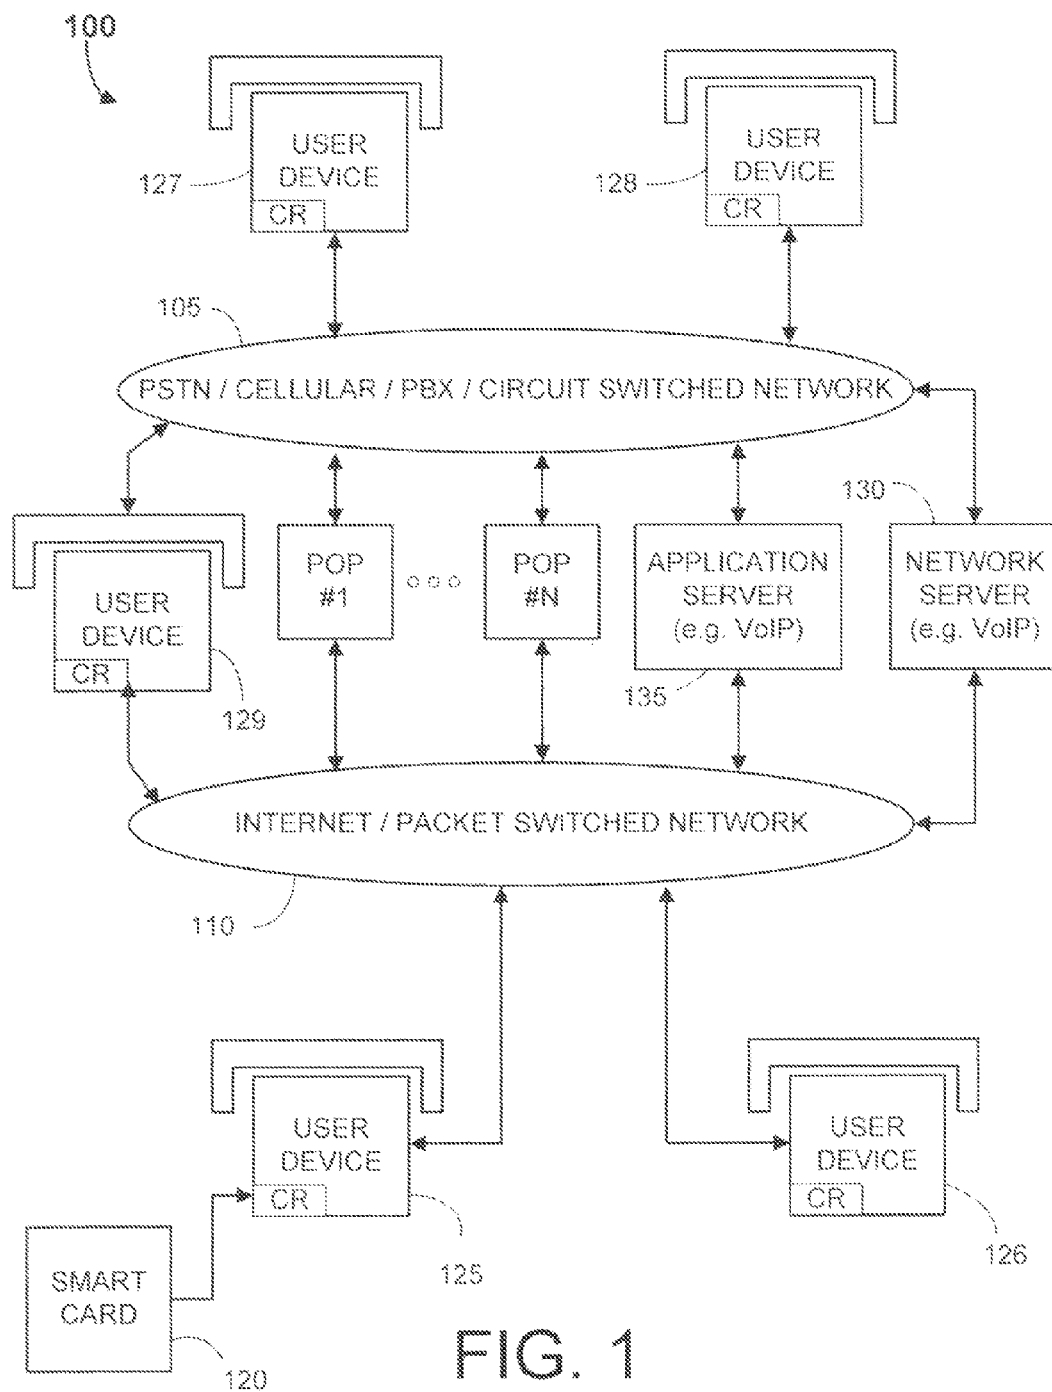 100
USER
DEVICE
CR
127
USER
DEVICE
CR
128
105
PSTN / CELLULAR / PBX / CIRCUIT SWITCHED NETWORK
130
USER
DEVICE
CR
129
POP
#1
POP
#N
APPLICATION
SERVER
(e.g. VoIP)
135
NETWORK
SERVER
(e.g. VoIP)
INTERNET / PACKET SWITCHED NETWORK
110
USER
DEVICE
CR
125
USER
DEVICE
CR
126
SMART
CARD
120
FIG. 1